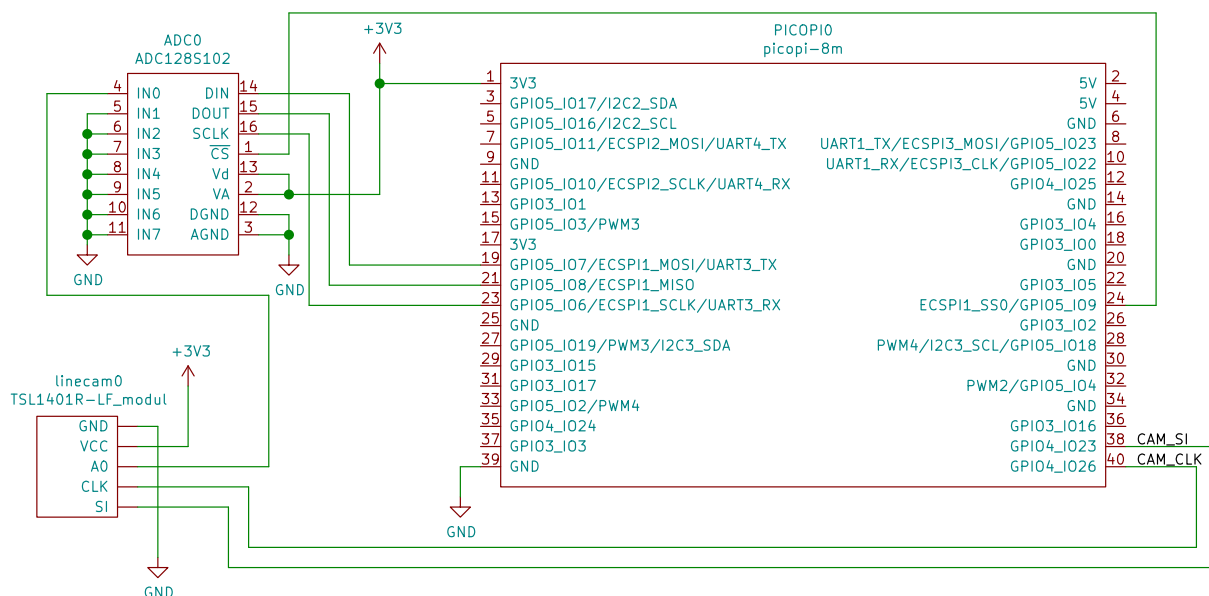 +3V3
ADC0
ADC128S102
4 IN0 DIN 14
5 IN1 DOUT 15
6 IN2 SCLK 16
7 IN3 CS 1
8 IN4 Vd 13
9 IN5 VA 2
10 IN6 DGND 12
11 IN7 AGND 3
GND
GND
PICOPI0
picopi-8m
1 3V3 5V 2
3 GPIO5_IO17/I2C2_SDA 5V 4
5 GPIO5_IO16/I2C2_SCL GND 6
7 GPIO5_IO11/ECSPI2_MOSI/UART4_TX UART1_TX/ECSPI3_MOSI/GPIO5_IO23 8
9 GND UART1_RX/ECSPI3_CLK/GPIO5_IO22 10
11 GPIO5_IO10/ECSPI2_SCLK/UART4_RX GPIO4_IO25 12
13 GPIO3_IO1 GND 14
15 GPIO5_IO3/PWM3 GPIO3_IO4 16
17 3V3 GPIO3_IO0 18
19 GPIO5_IO7/ECSPI1_MOSI/UART3_TX GND 20
21 GPIO5_IO8/ECSPI1_MISO GPIO3_IO5 22
23 GPIO5_IO6/ECSPI1_SCLK/UART3_RX ECSPI1_SS0/GPIO5_IO9 24
25 GND GPIO3_IO2 26
27 GPIO5_IO19/PWM3/I2C3_SDA PWM4/I2C3_SCL/GPIO5_IO18 28
29 GPIO3_IO15 GND 30
31 GPIO3_IO17 PWM2/GPIO5_IO4 32
33 GPIO5_IO2/PWM4 GND 34
35 GPIO4_IO24 GPIO3_IO16 36
37 GPIO3_IO3 GPIO4_IO23 38 CAM_SI
39 GND GPIO4_IO26 40 CAM_CLK
GND
+3V3
linecam0
TSL1401R-LF_modul
GND
VCC
AO
CLK
SI
GND